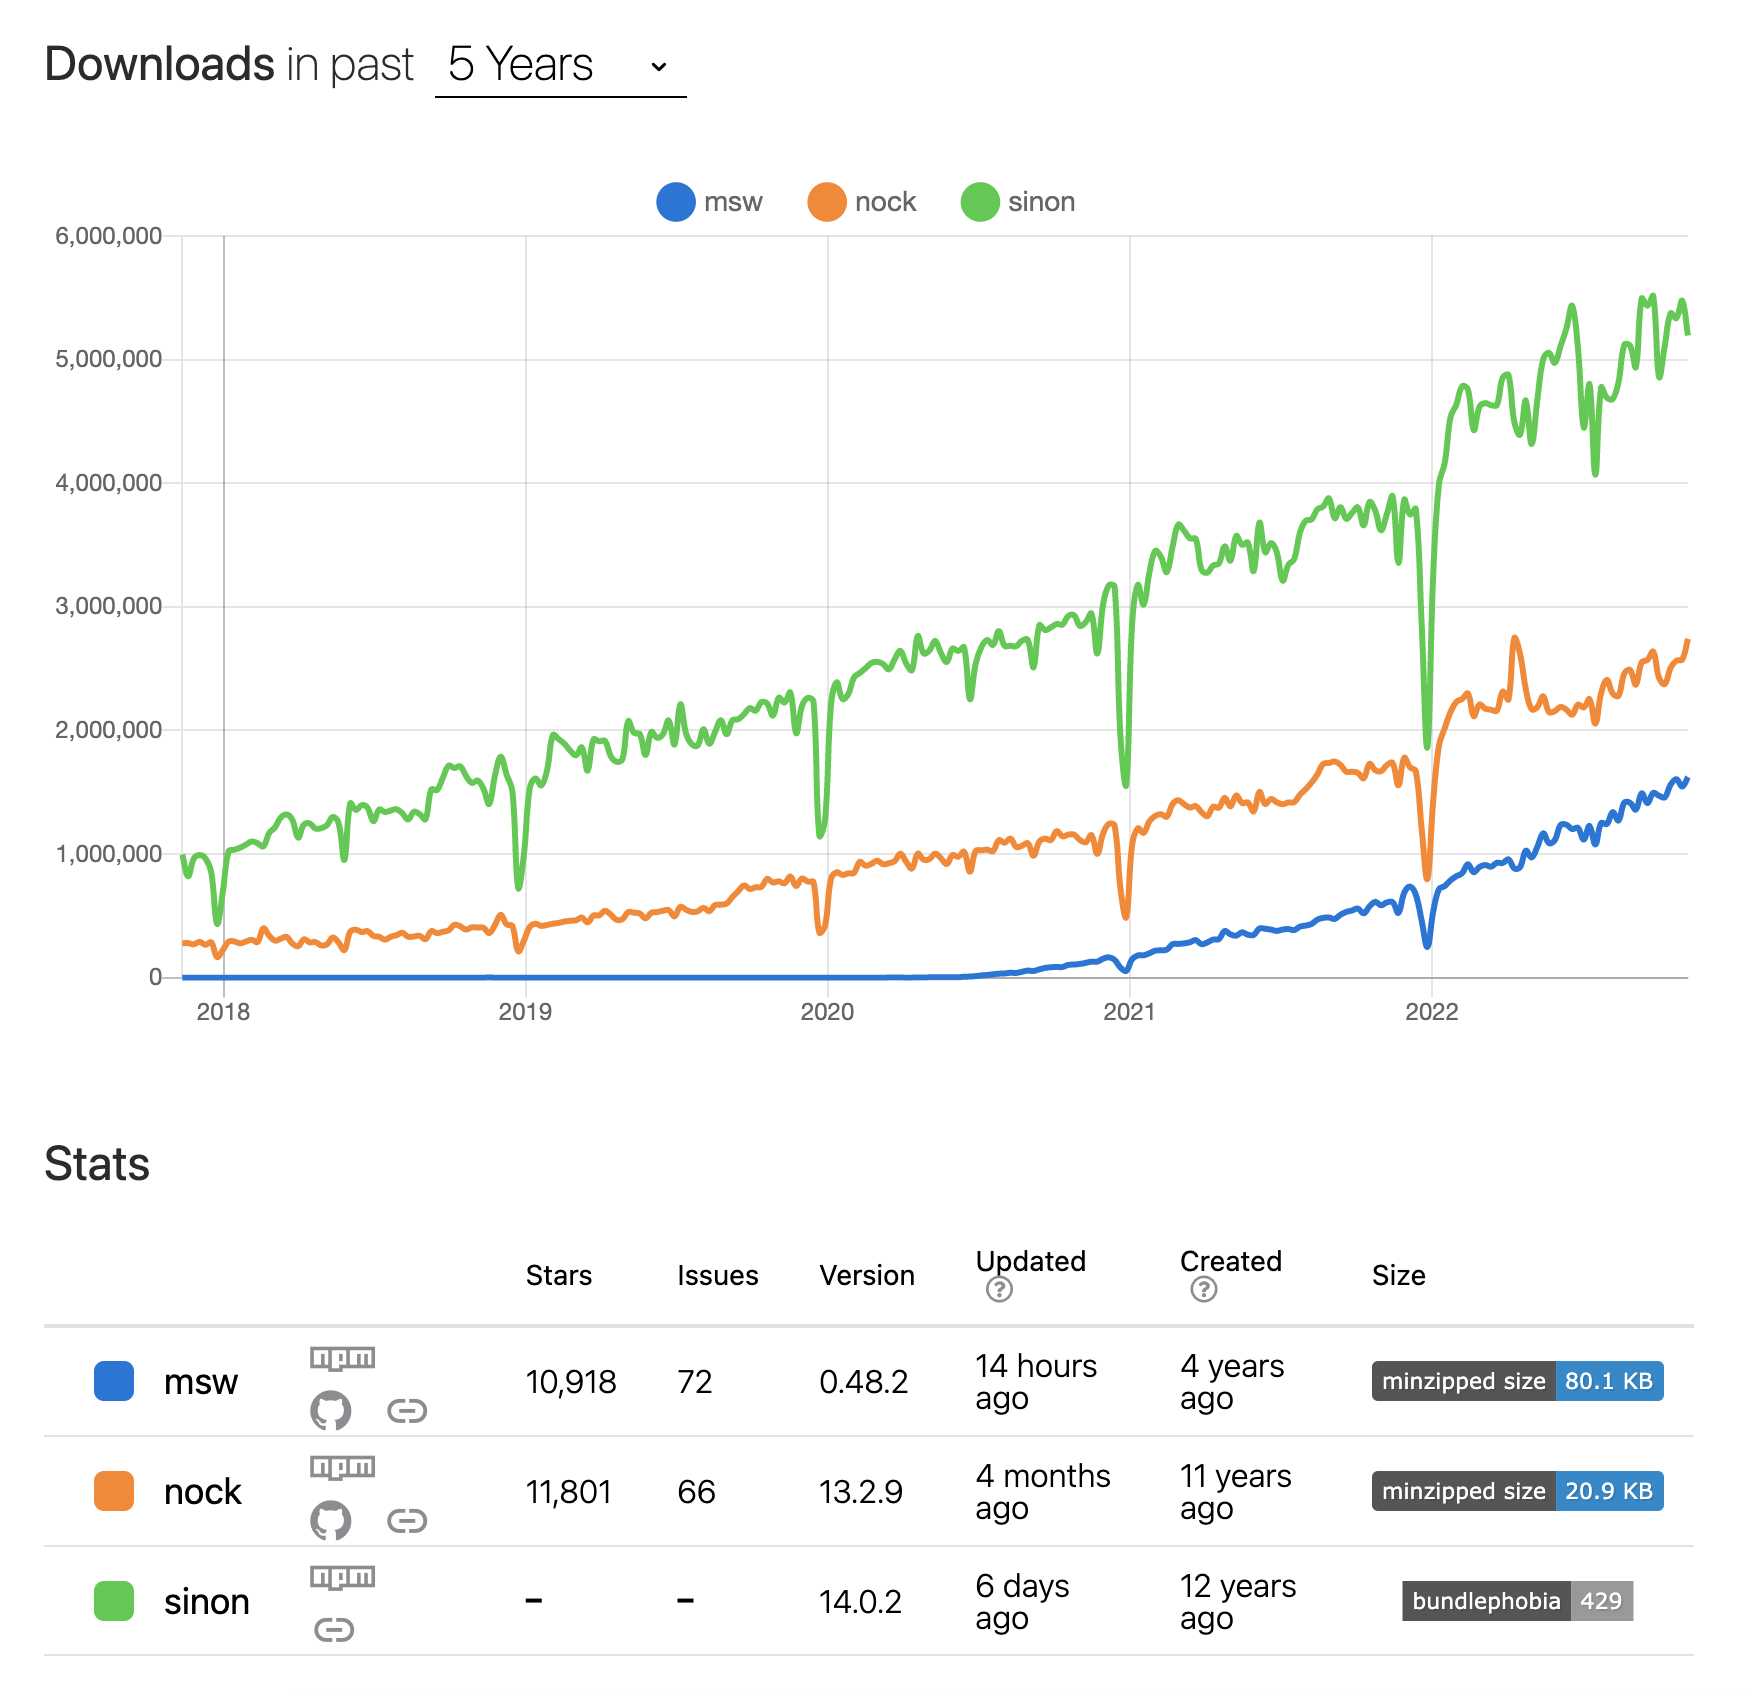 Downloads in past 5 Years
msw nock sinon
6,000,000
5,000,000
4,000,000
3,000,000
2,000,000
1,000,000
0
2018 2019 2020 2021 2022
Stats
Stars Issues Version Updated ? Created ? Size
msw npm 10,918 72 0.48.2 14 hours ago 4 years ago minzipped size 80.1 KB
nock npm 11,801 66 13.2.9 4 months ago 11 years ago minzipped size 20.9 KB
sinon npm – – 14.0.2 6 days ago 12 years ago bundlephobia 429